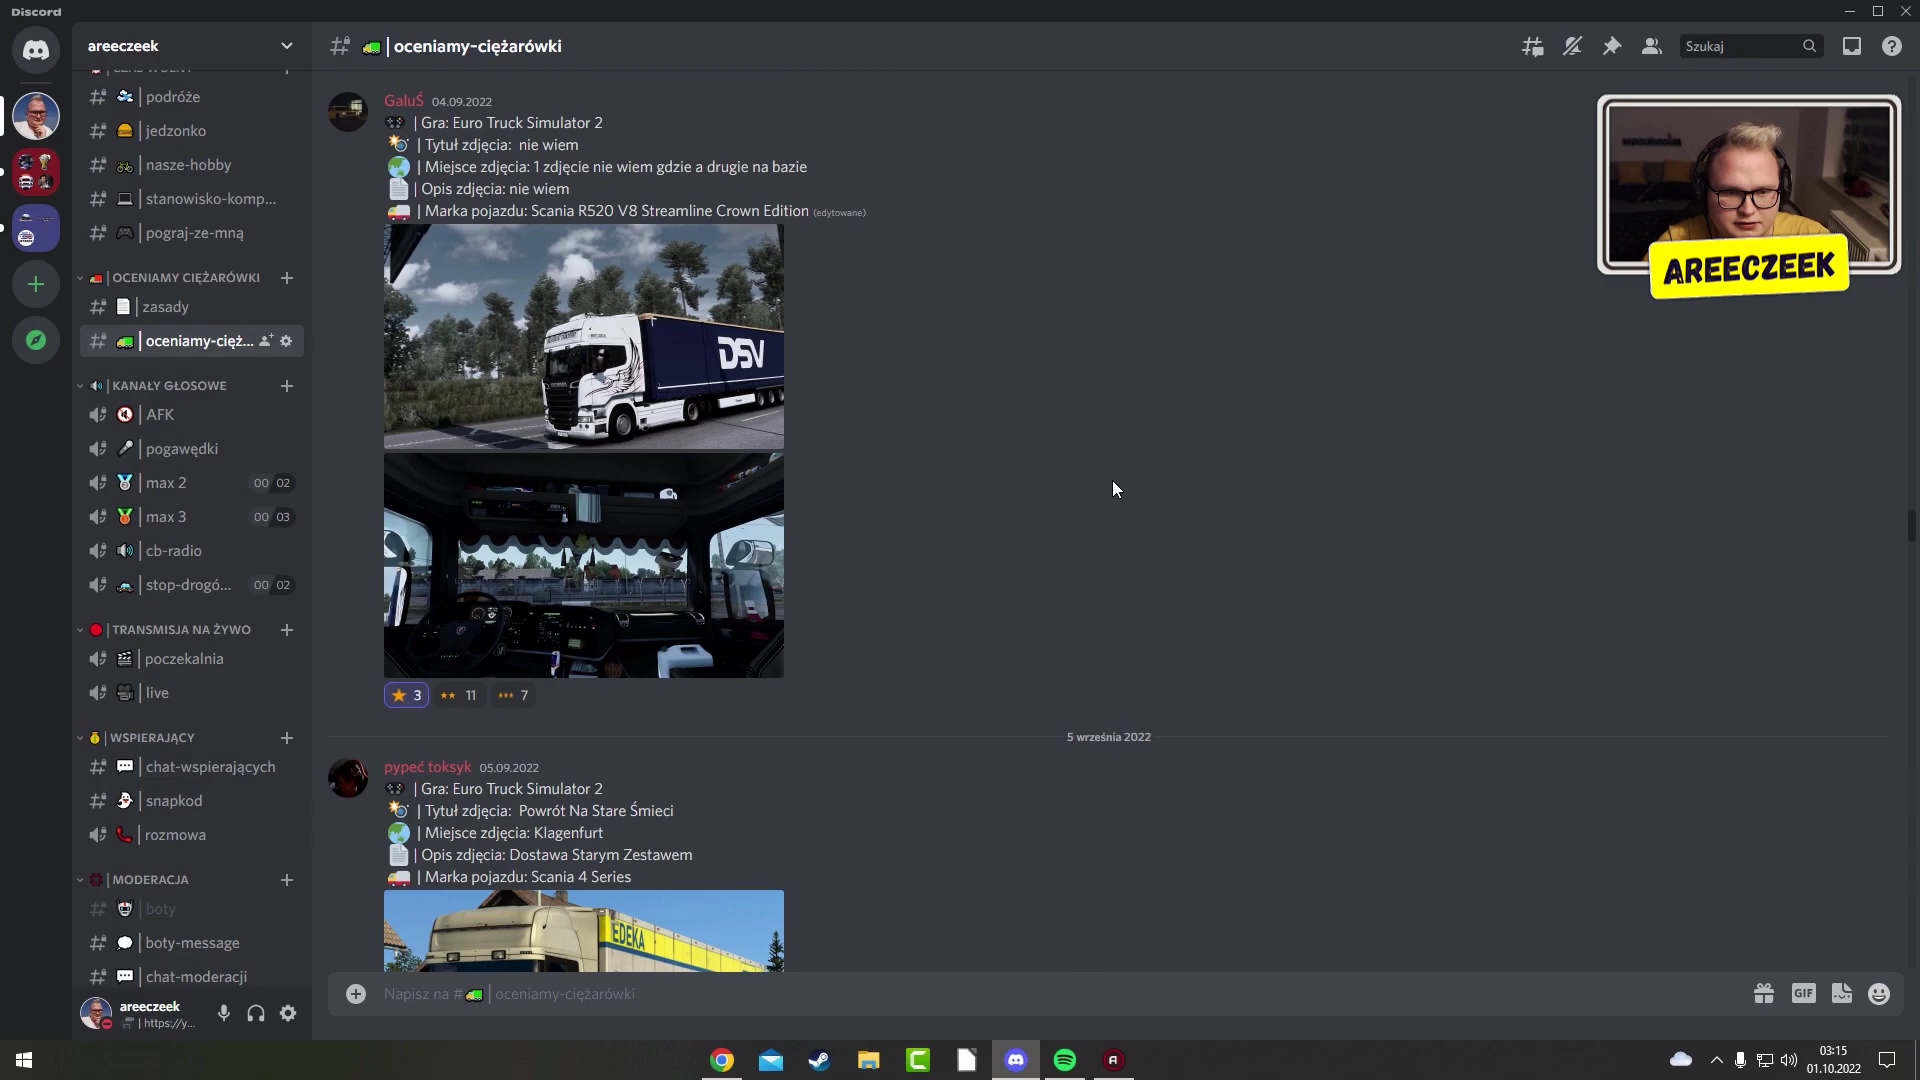 Discord
areeczeek
podróże
jedzonko
nasze-hobby
stanowisko-komp...
pograj-ze-mną
| OCENIAMY CIĘŻARÓWKI
| zasady
| oceniamy-cięż...
| KANAŁY GŁOSOWE
| AFK
| pogawędki
| max 2 00 02
| max 3 00 03
| cb-radio
| stop-drogó... 00 02
| TRANSMISJA NA ŻYWO
| poczekalnia
| live
| WSPIERAJĄCY
| chat-wspierających
| snapkod
| rozmowa
| MODERACJA
| boty
| boty-message
| chat-moderacji
areeczeek
| https://y...
| oceniamy-ciężarówki
Szukaj
GaluŚ 04.09.2022
| Gra: Euro Truck Simulator 2
| Tytuł zdjęcia: nie wiem
| Miejsce zdjęcia: 1 zdjęcie nie wiem gdzie a drugie na bazie
| Opis zdjęcia: nie wiem
| Marka pojazdu: Scania R520 V8 Streamline Crown Edition (edytowane)
DSV
3 11 7
5 września 2022
pypeć toksyk 05.09.2022
| Gra: Euro Truck Simulator 2
| Tytuł zdjęcia: Powrót Na Stare Śmieci
| Miejsce zdjęcia: Klagenfurt
| Opis zdjęcia: Dostawa Starym Zestawem
| Marka pojazdu: Scania 4 Series
EDEKA
Napisz na # | oceniamy-ciężarówki
GIF
AREECZEEK
03:15
01.10.2022